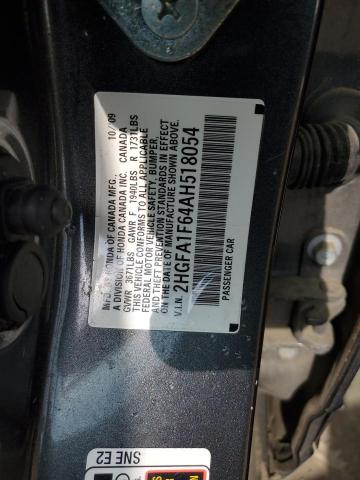 MFG. BY HONDA OF CANADA MFG. 10/09
A DIVISION OF HONDA CANADA INC. CANADA
GVWR 3671LBS GAWR F 1940LBS R 1731LBS
THIS VEHICLE CONFORMS TO ALL APPLICABLE
FEDERAL MOTOR VEHICLE SAFETY, BUMPER,
AND THEFT PREVENTION STANDARDS IN EFFECT
ON THE DATE OF MANUFACTURE SHOWN ABOVE.
V.I.N. 2HGFA1F64AH518054
PASSENGER CAR
SNE E2